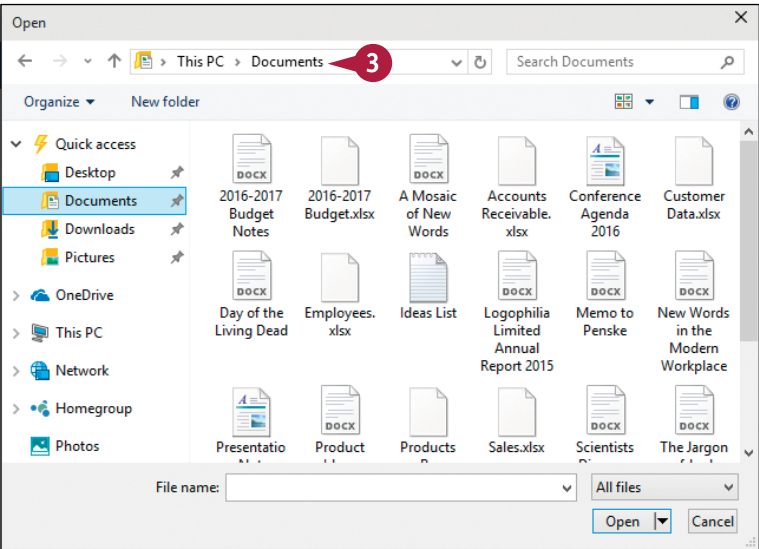 Open
This PC > Documents
3
Search Documents
Organize
New folder
Quick access
Desktop
Documents
Downloads
Pictures
OneDrive
This PC
Network
Homegroup
Photos
DOCX
2016-2017
Budget
Notes
2016-2017
Budget.xlsx
DOCX
A Mosaic
of New
Words
Accounts
Receivable.
xlsx
A
Conference
Agenda
2016
Customer
Data.xlsx
DOCX
Day of the
Living Dead
Employees.
xlsx
Ideas List
DOCX
Logophilia
Limited
Annual
Report 2015
DOCX
Memo to
Penske
DOCX
New Words
in the
Modern
Workplace
A
Presentatio
DOCX
Product
Products
Sales.xlsx
DOCX
Scientists
DOCX
The Jargon
File name:
All files
Open
Cancel